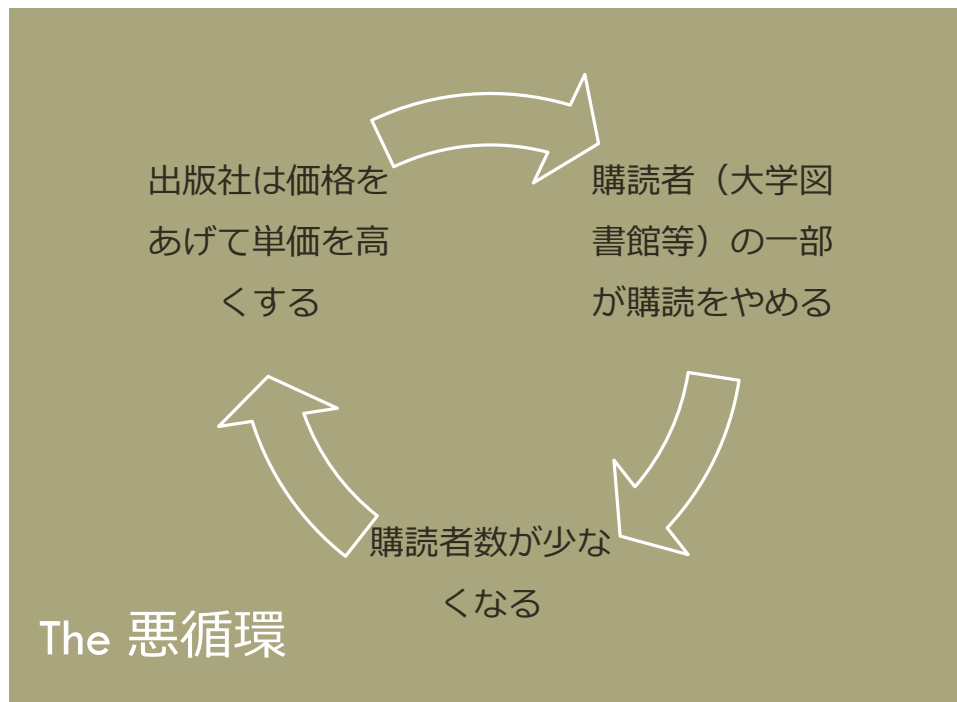 出版社は価格を
あげて単価を高
くする
購読者（大学図
書館等）の一部
が購読をやめる
購読者数が少な
くなる
The 悪循環